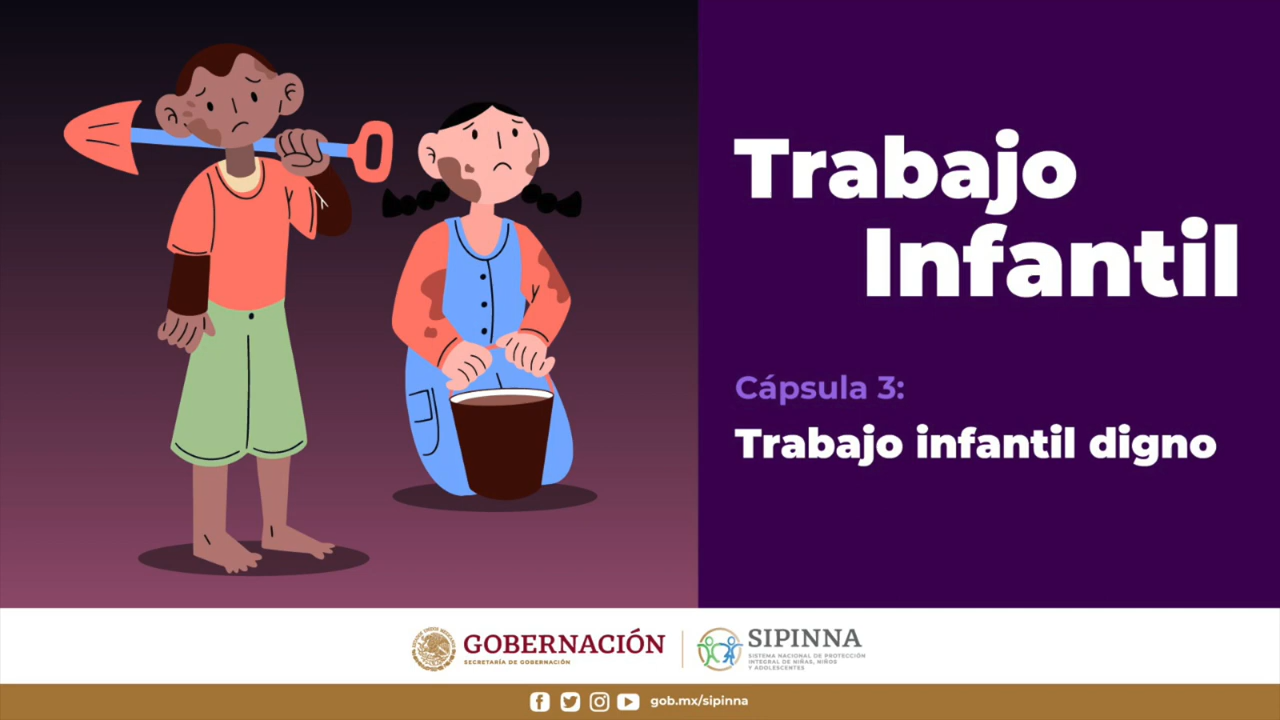 Trabajo
Infantil
Cápsula 3:
Trabajo infantil digno
GOBERNACIÓN
SECRETARÍA DE GOBERNACIÓN
SIPINNA
SISTEMA NACIONAL DE PROTECCIÓN
INTEGRAL DE NIÑAS, NIÑOS
Y ADOLESCENTES
gob.mx/sipinna